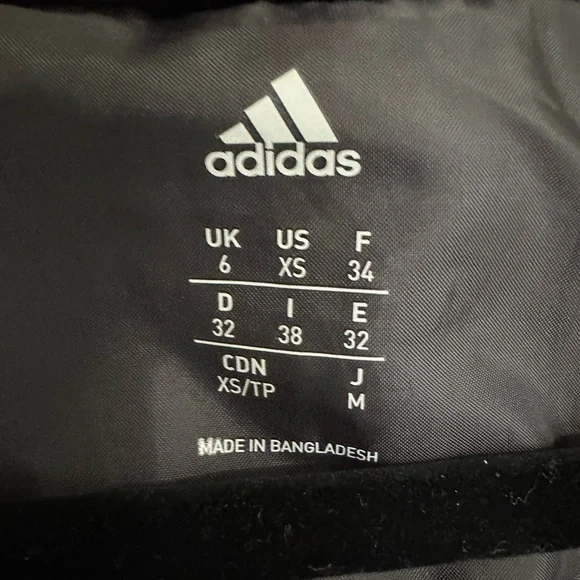 adidas
UK US F
6 XS 34
D I E
32 38 32
CDN J
XS/TP M
MADE IN BANGLADESH